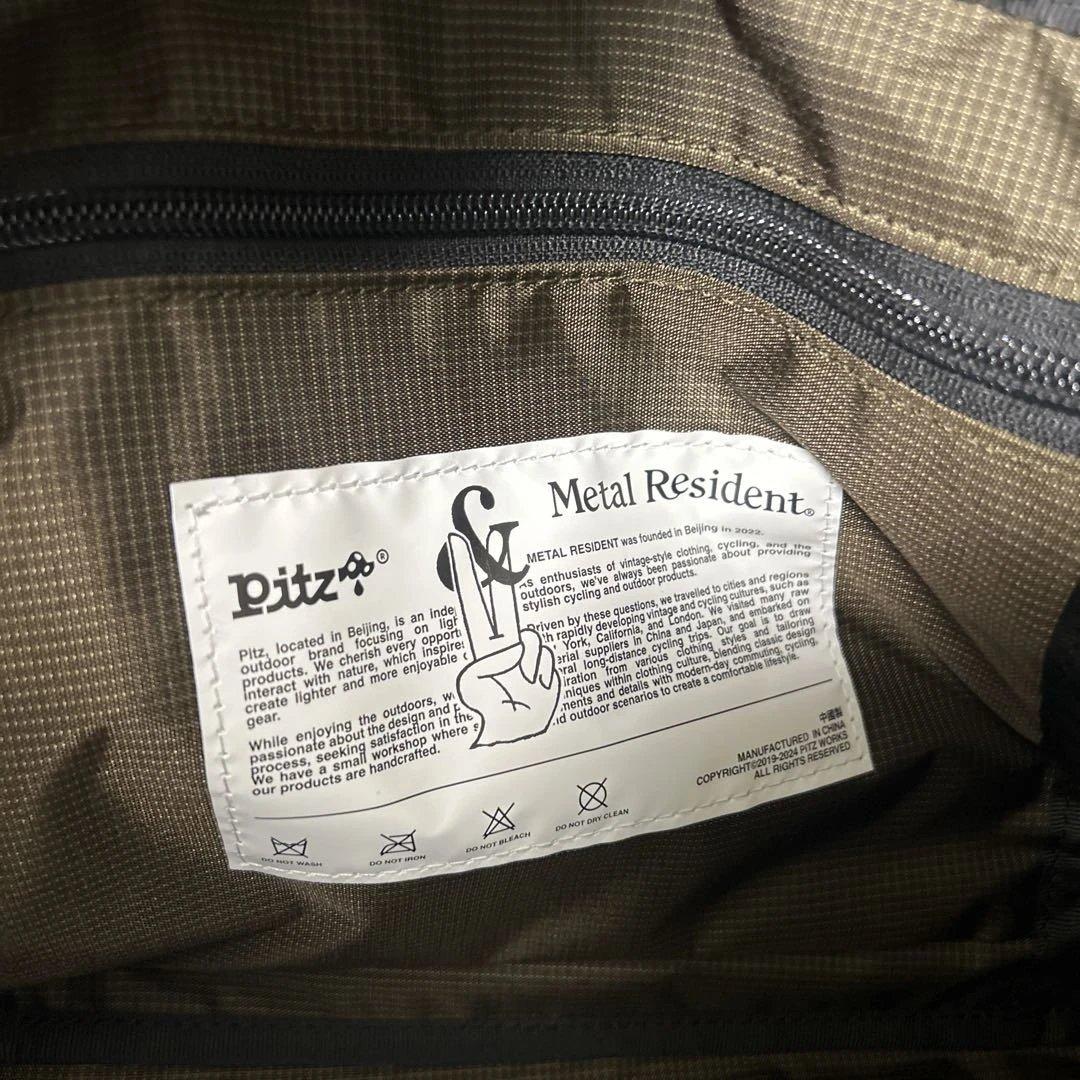 Pitz®
&
Metal Resident®
Pitz, located in Beijing, is an inde
outdoor brand focusing on ligh
products. We cherish every opport
interact with nature, which inspire
create lighter and more enjoyable
gear.
While enjoying the outdoors, w
passionate about the design and p
process, seeking satisfaction in the
We have a small workshop where
our products are handcrafted.
METAL RESIDENT was founded in Beijing in 2022.
As enthusiasts of vintage-style clothing, cycling, and the
outdoors, we've always been passionate about providing
stylish cycling and outdoor products.
Driven by these questions, we travelled to cities and regions
th rapidly developing vintage and cycling cultures, such as
York, California, and London. We visited many raw
erial suppliers in China and Japan, and embarked on
eral long-distance cycling trips. Our goal is to draw
iration from various clothing styles and tailoring
niques within clothing culture, blending classic design
ments and details with modern-day commuting, cycling,
nd outdoor scenarios to create a comfortable lifestyle.
中國製
MANUFACTURED IN CHINA
COPYRIGHT©2019-2024 PITZ WORKS
ALL RIGHTS RESERVED
DO NOT WASH
DO NOT IRON
DO NOT BLEACH
DO NOT DRY CLEAN